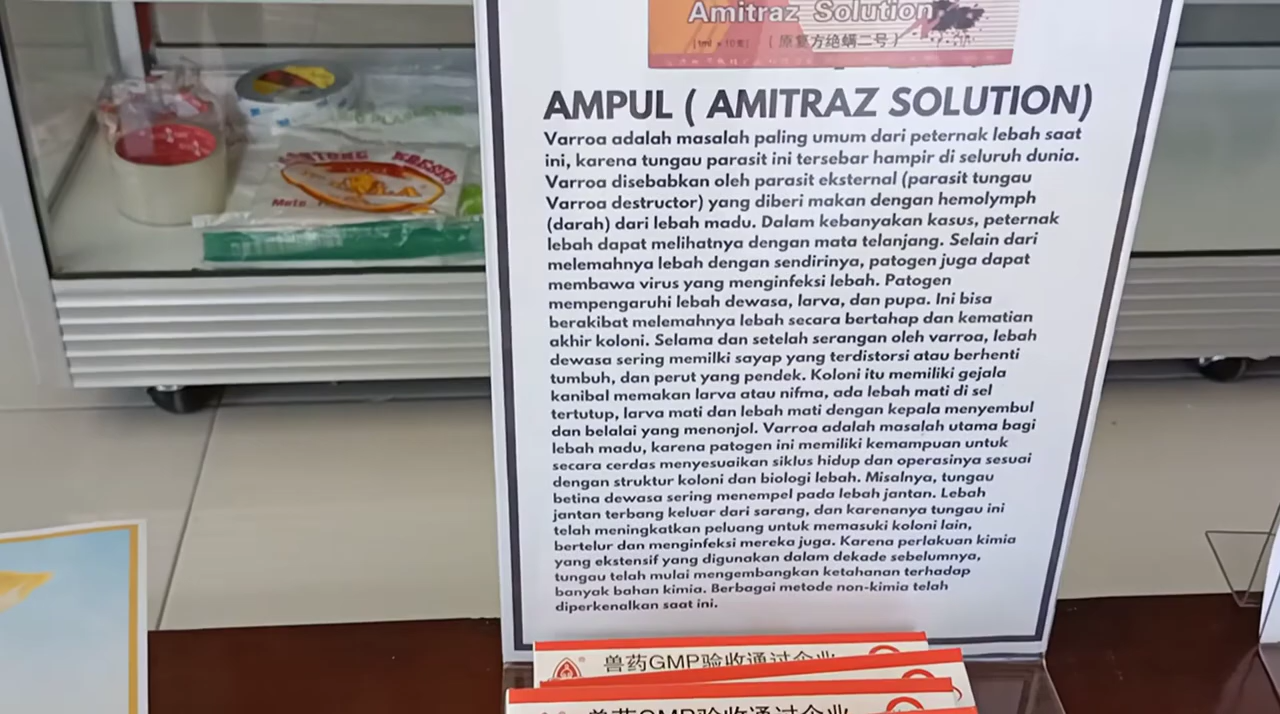 Amitraz Solution
(原复方绝螨二号)
AMPUL ( AMITRAZ SOLUTION)
Varroa adalah masalah paling umum dari peternak lebah saat
ini, karena tungau parasit ini tersebar hampir di seluruh dunia.
Varroa disebabkan oleh parasit eksternal (parasit tungau
Varroa destructor) yang diberi makan dengan hemolymph
(darah) dari lebah madu. Dalam kebanyakan kasus, peternak
lebah dapat melihatnya dengan mata telanjang. Selain dari
melemahnya lebah dengan sendirinya, patogen juga dapat
membawa virus yang menginfeksi lebah. Patogen
mempengaruhi lebah dewasa, larva, dan pupa. Ini bisa
berakibat melemahnya lebah secara bertahap dan kematian
akhir koloni. Selama dan setelah serangan oleh varroa, lebah
dewasa sering memilki sayap yang terdistorsi atau berhenti
tumbuh, dan perut yang pendek. Koloni itu memiliki gejala
kanibal memakan larva atau nifma, ada lebah mati di sel
tertutup, larva mati dan lebah mati dengan kepala menyembul
dan belalai yang menonjol. Varroa adalah masalah utama bagi
lebah madu, karena patogen ini memiliki kemampuan untuk
secara cerdas menyesuaikan siklus hidup dan operasinya sesuai
dengan struktur koloni dan biologi lebah. Misalnya, tungau
betina dewasa sering menempel pada lebah jantan. Lebah
jantan terbang keluar dari sarang, dan karenanya tungau ini
telah meningkatkan peluang untuk memasuki koloni lain,
bertelur dan menginfeksi mereka juga. Karena perlakuan kimia
yang ekstensif yang digunakan dalam dekade sebelumnya,
tungau telah mulai mengembangkan ketahanan terhadap
banyak bahan kimia. Berbagai metode non-kimia telah
diperkenalkan saat ini.
兽药GMP验收通过企业
兽药GMP验收通过企业